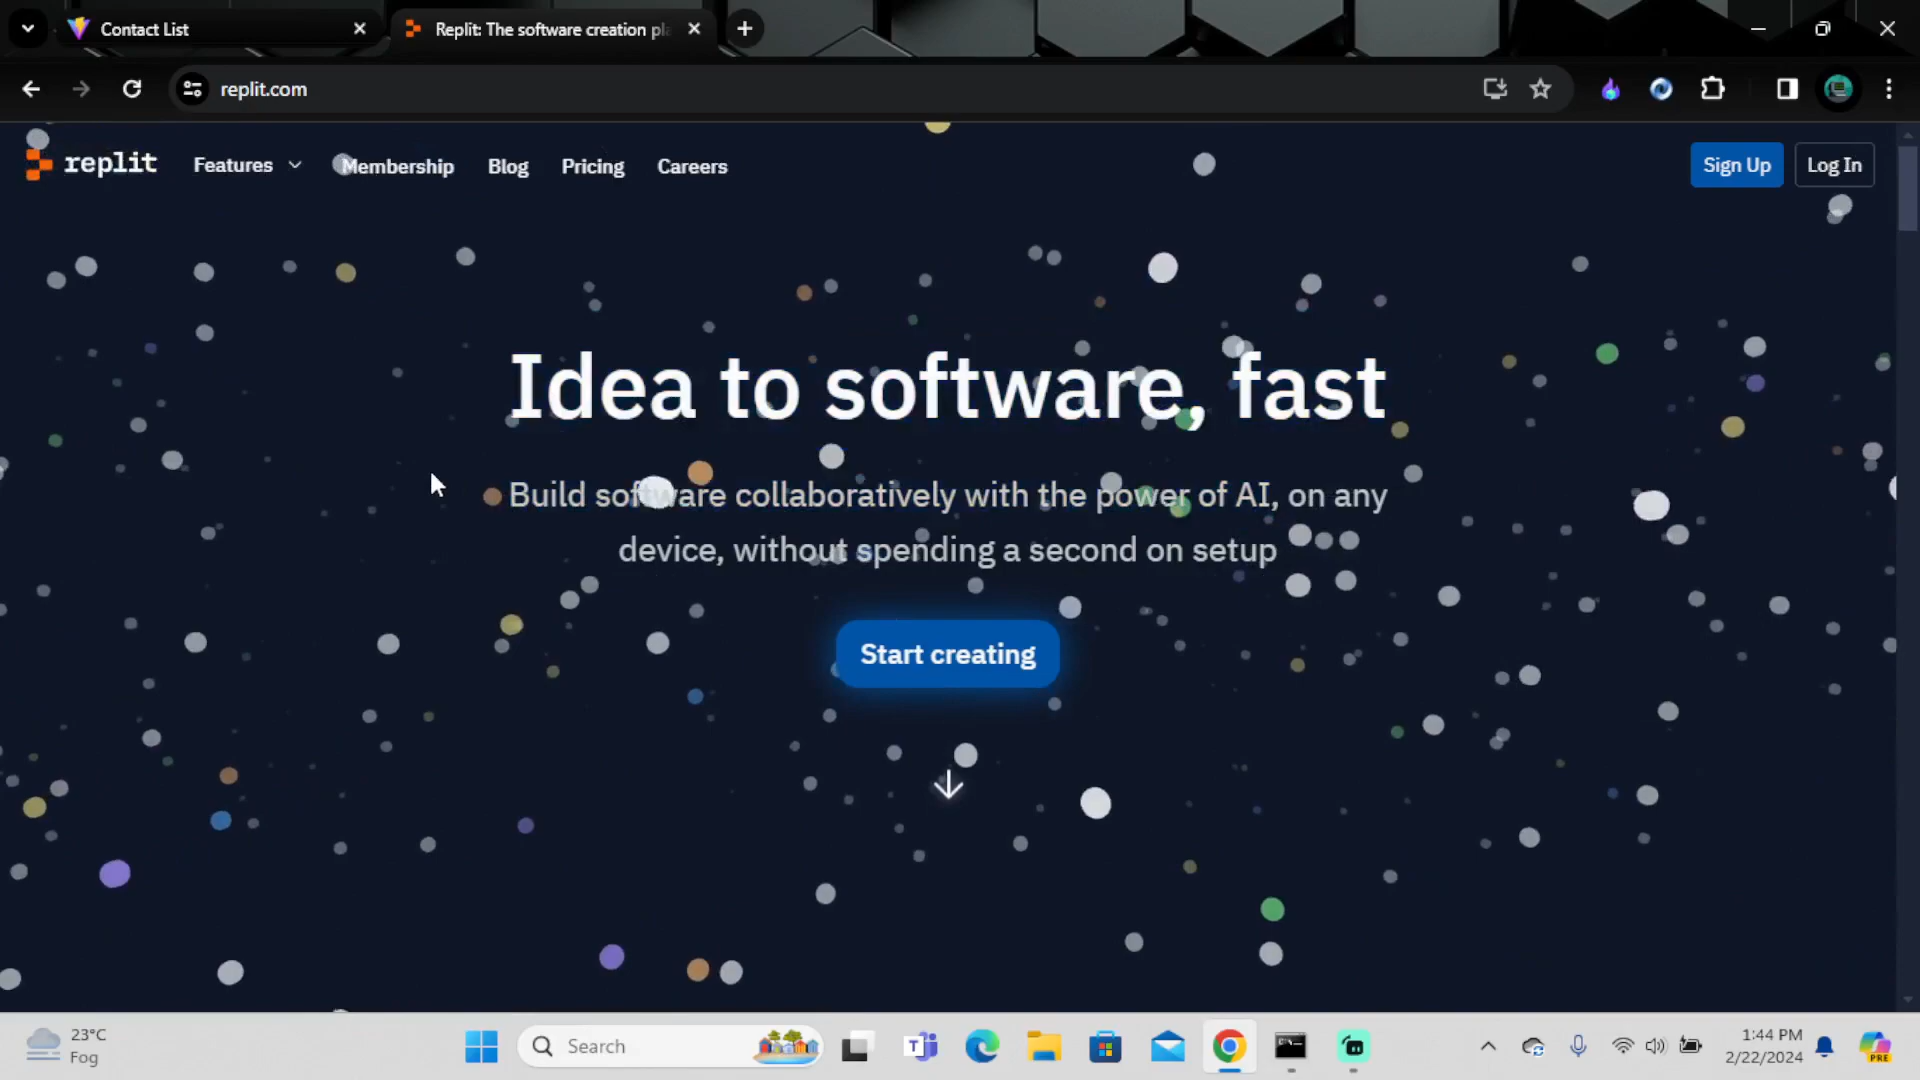 Contact List
Replit: The software creation pl
replit.com
replit
Features
Membership
Blog
Pricing
Careers
Sign Up
Log In
Idea to software, fast
Build software collaboratively with the power of AI, on any
device, without spending a second on setup
Start creating
23°C
Fog
Search
1:44 PM
2/22/2024
PRE